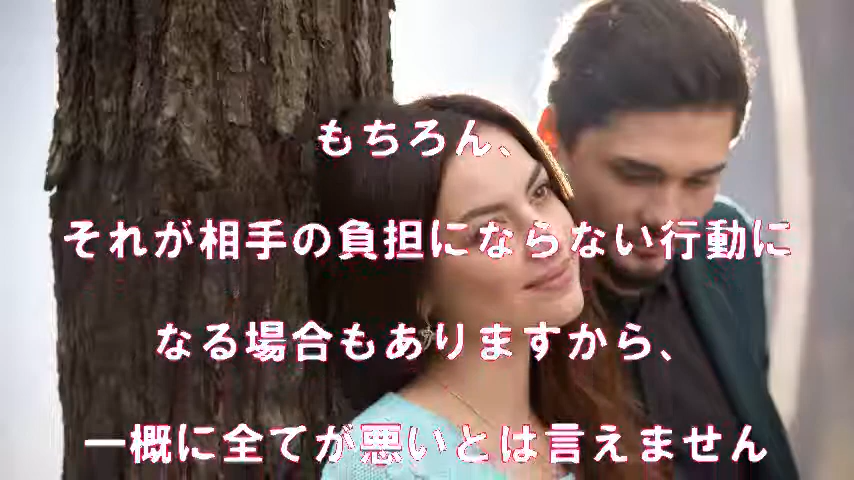 もちろん、
それが相手の負担にならない行動に
なる場合もありますから、
一概に全てが悪いとは言えません